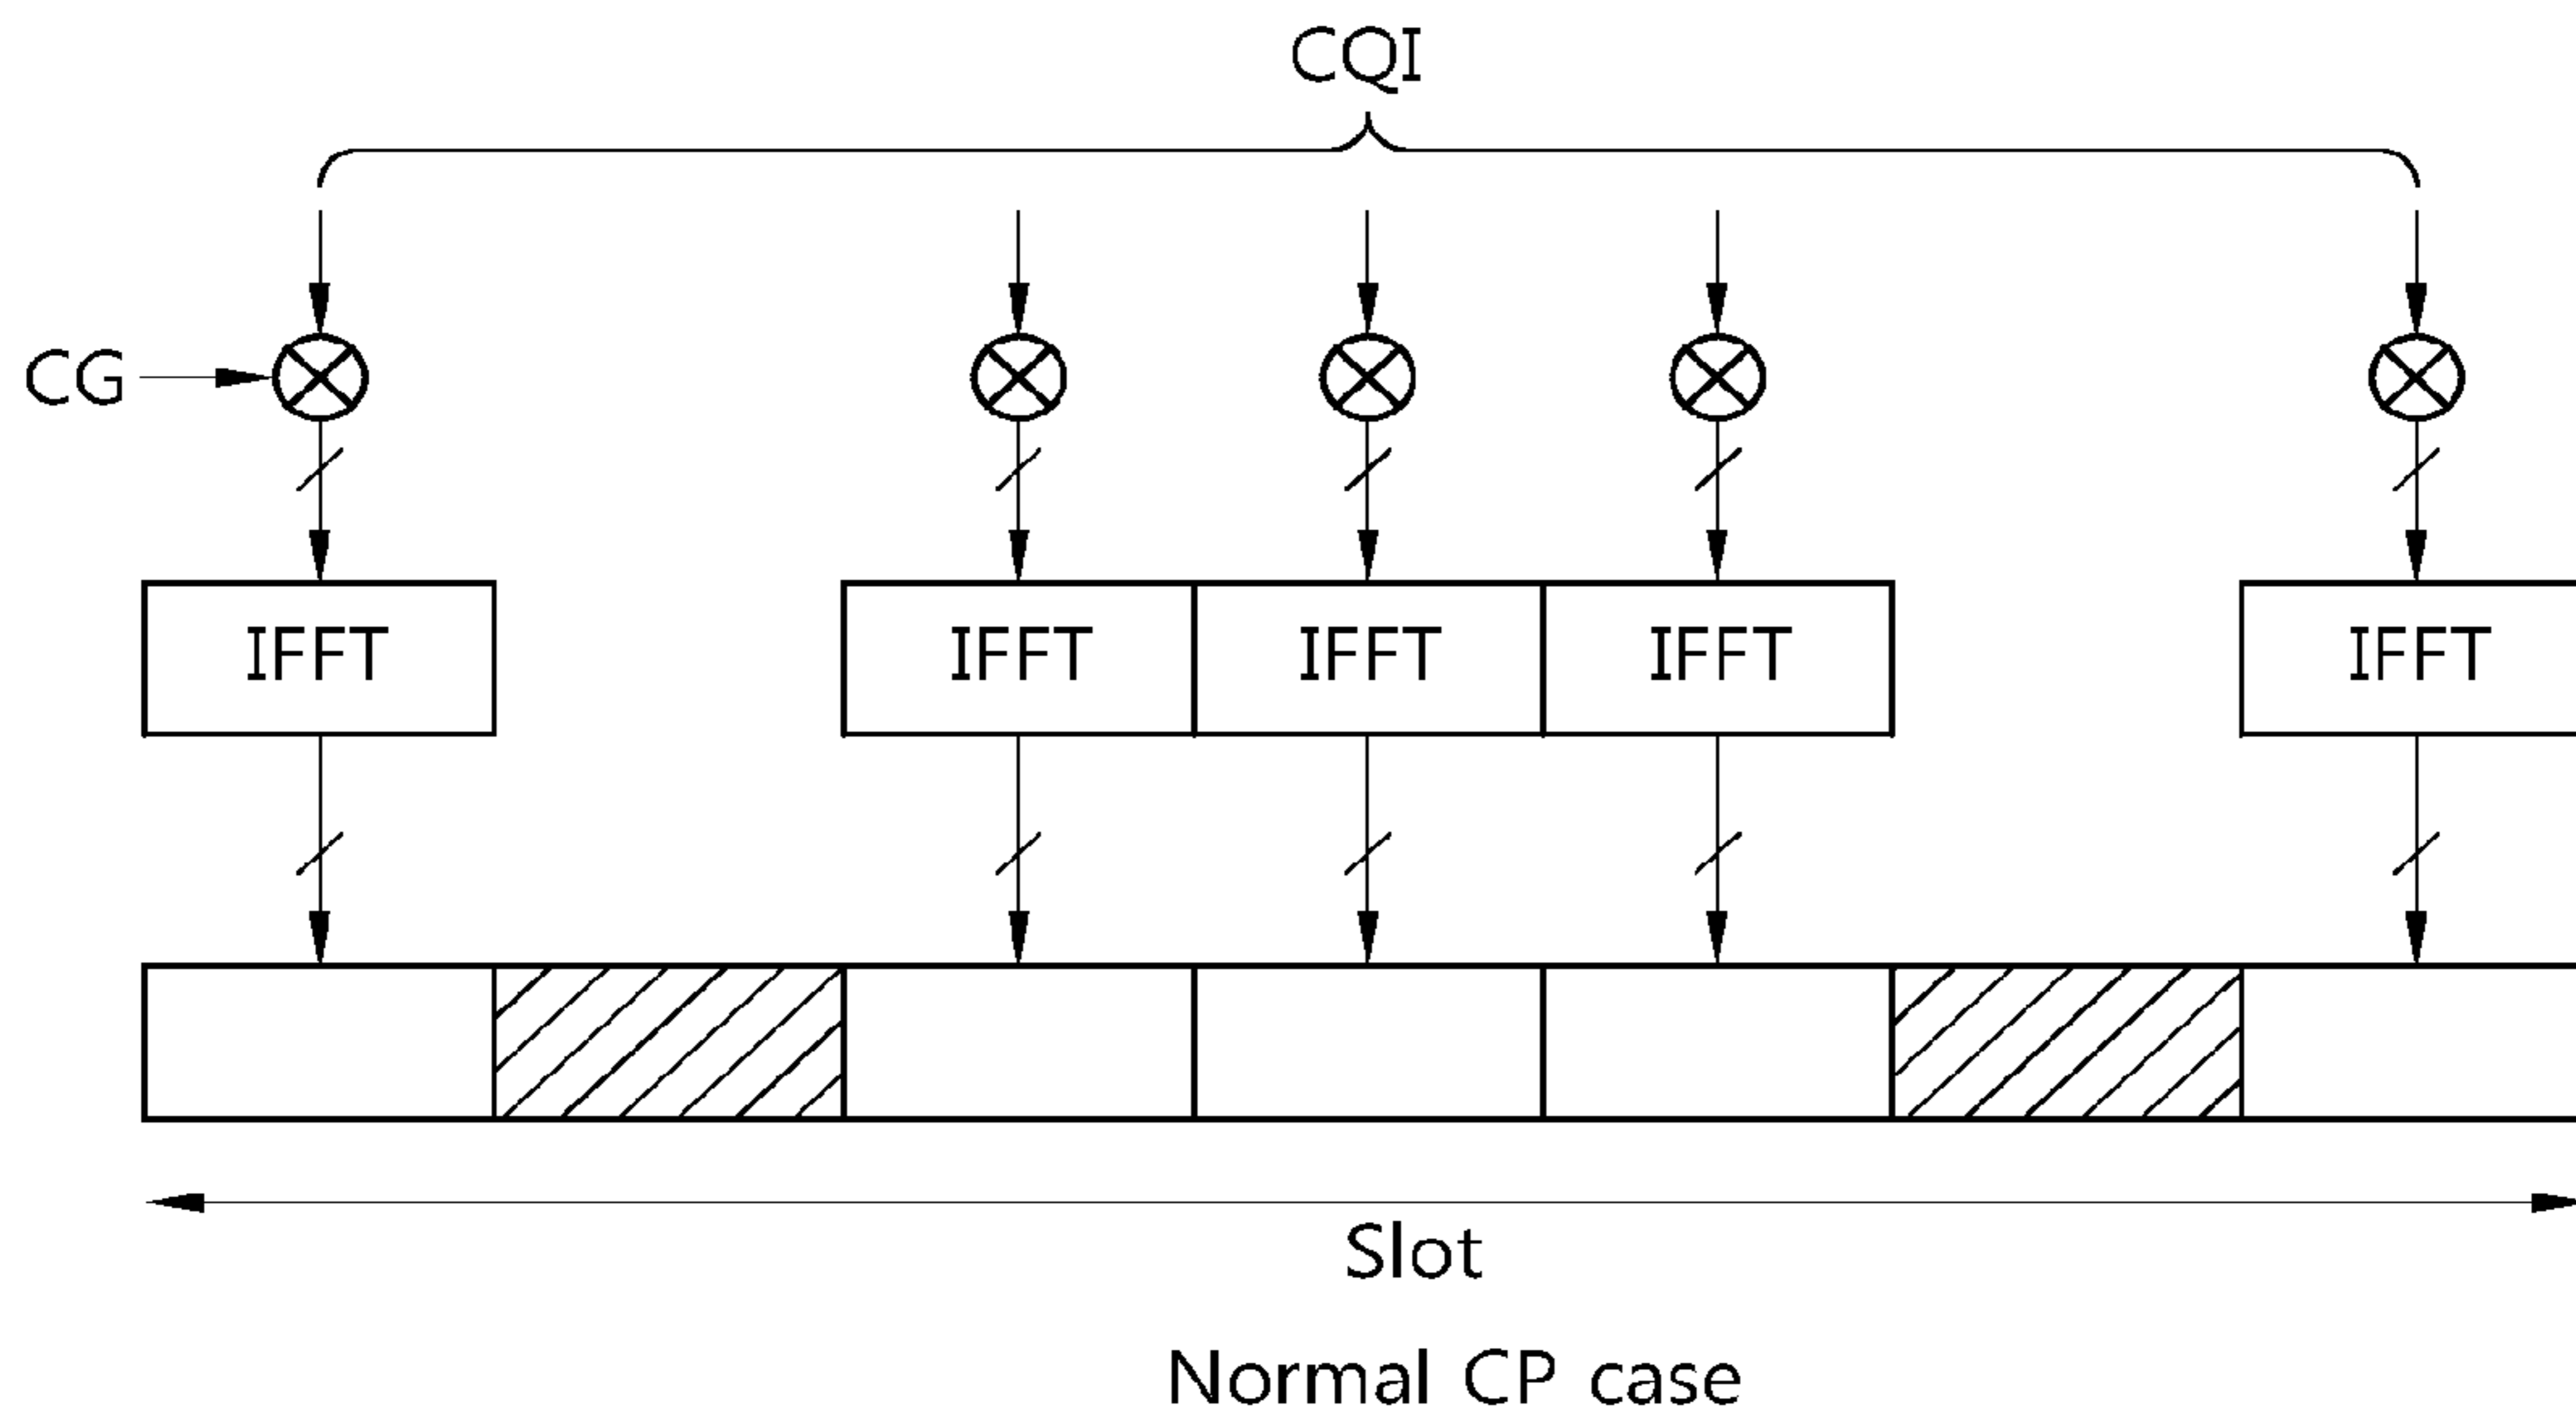 CQI
CG
IFFT IFFT IFFT IFFT IFFT
Slot
Normal CP case